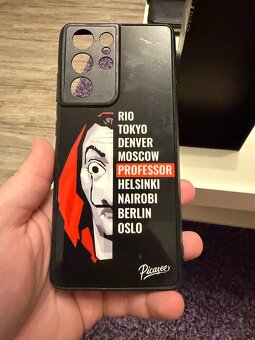 RIO
TOKYO
DENVER
MOSCOW
PROFESSOR
HELSINKI
NAIROBI
BERLIN
OSLO
Picasee